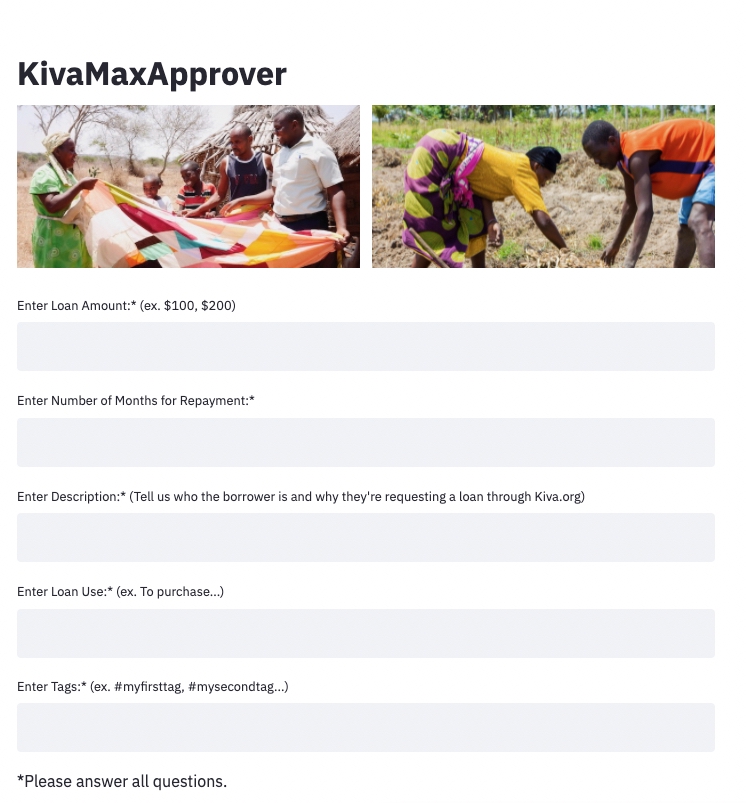 KivaMaxApprover
Enter Loan Amount:* (ex. $100, $200)
Enter Number of Months for Repayment:*
Enter Description:* (Tell us who the borrower is and why they're requesting a loan through Kiva.org)
Enter Loan Use:* (ex. To purchase...)
Enter Tags:* (ex. #myfirsttag, #mysecondtag...)
*Please answer all questions.